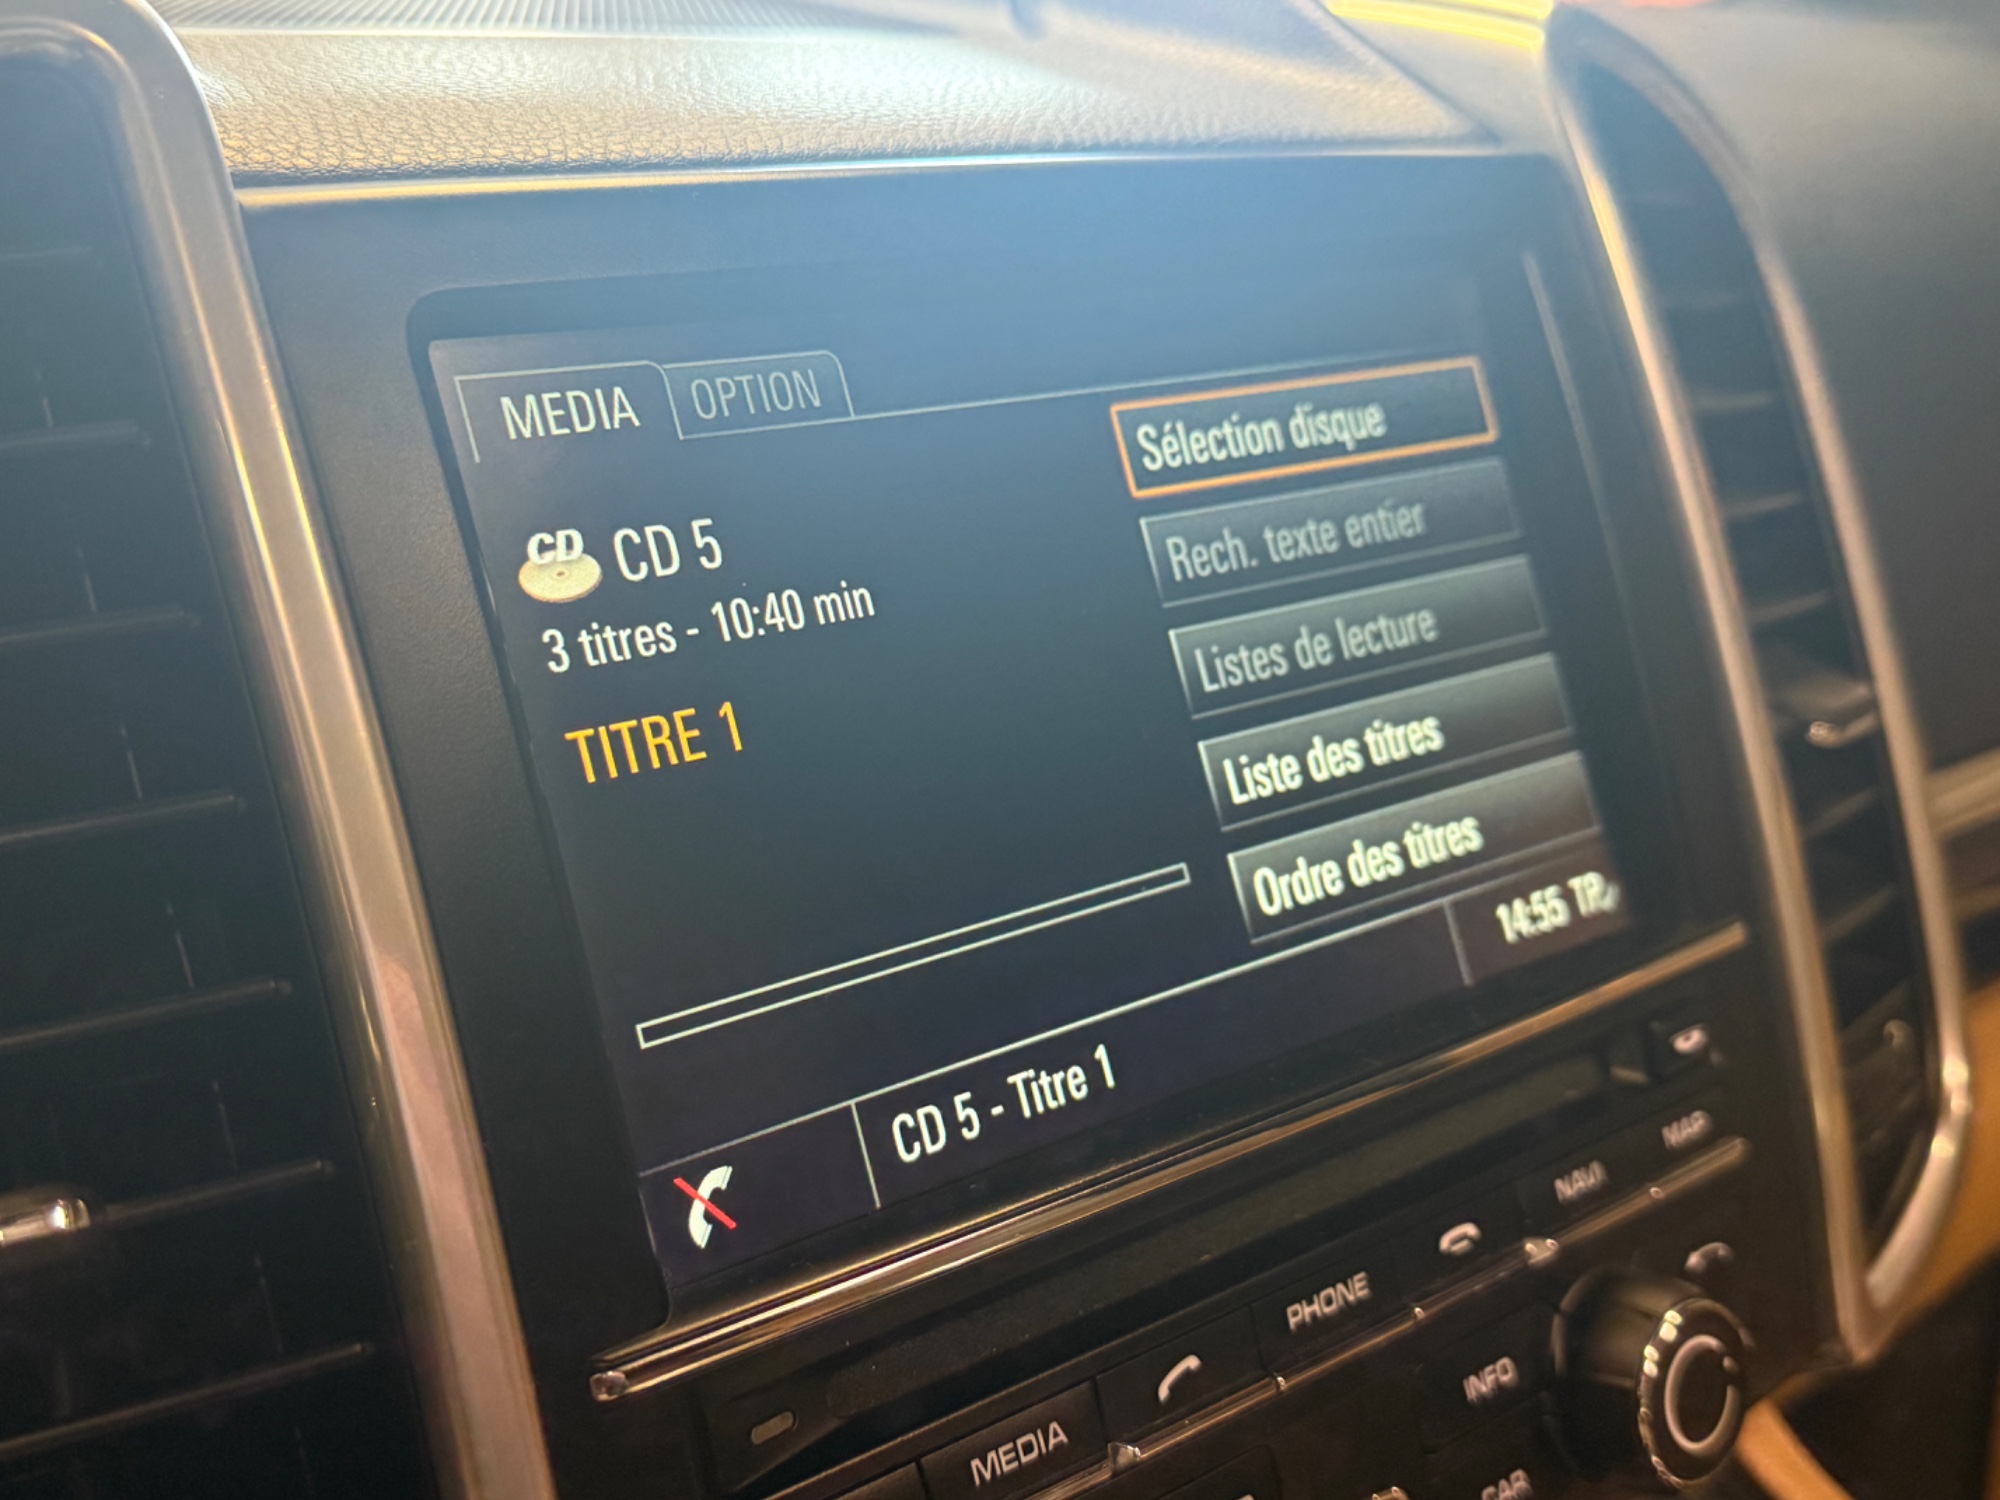 MEDIA OPTION
Sélection disque
CD CD 5
Rech. texte entier
3 titres - 10:40 min
Listes de lecture
TITRE 1
Liste des titres
Ordre des titres
14:55
CD 5 - Titre 1
MAP
NAVI
PHONE
INFO
MEDIA
CAR